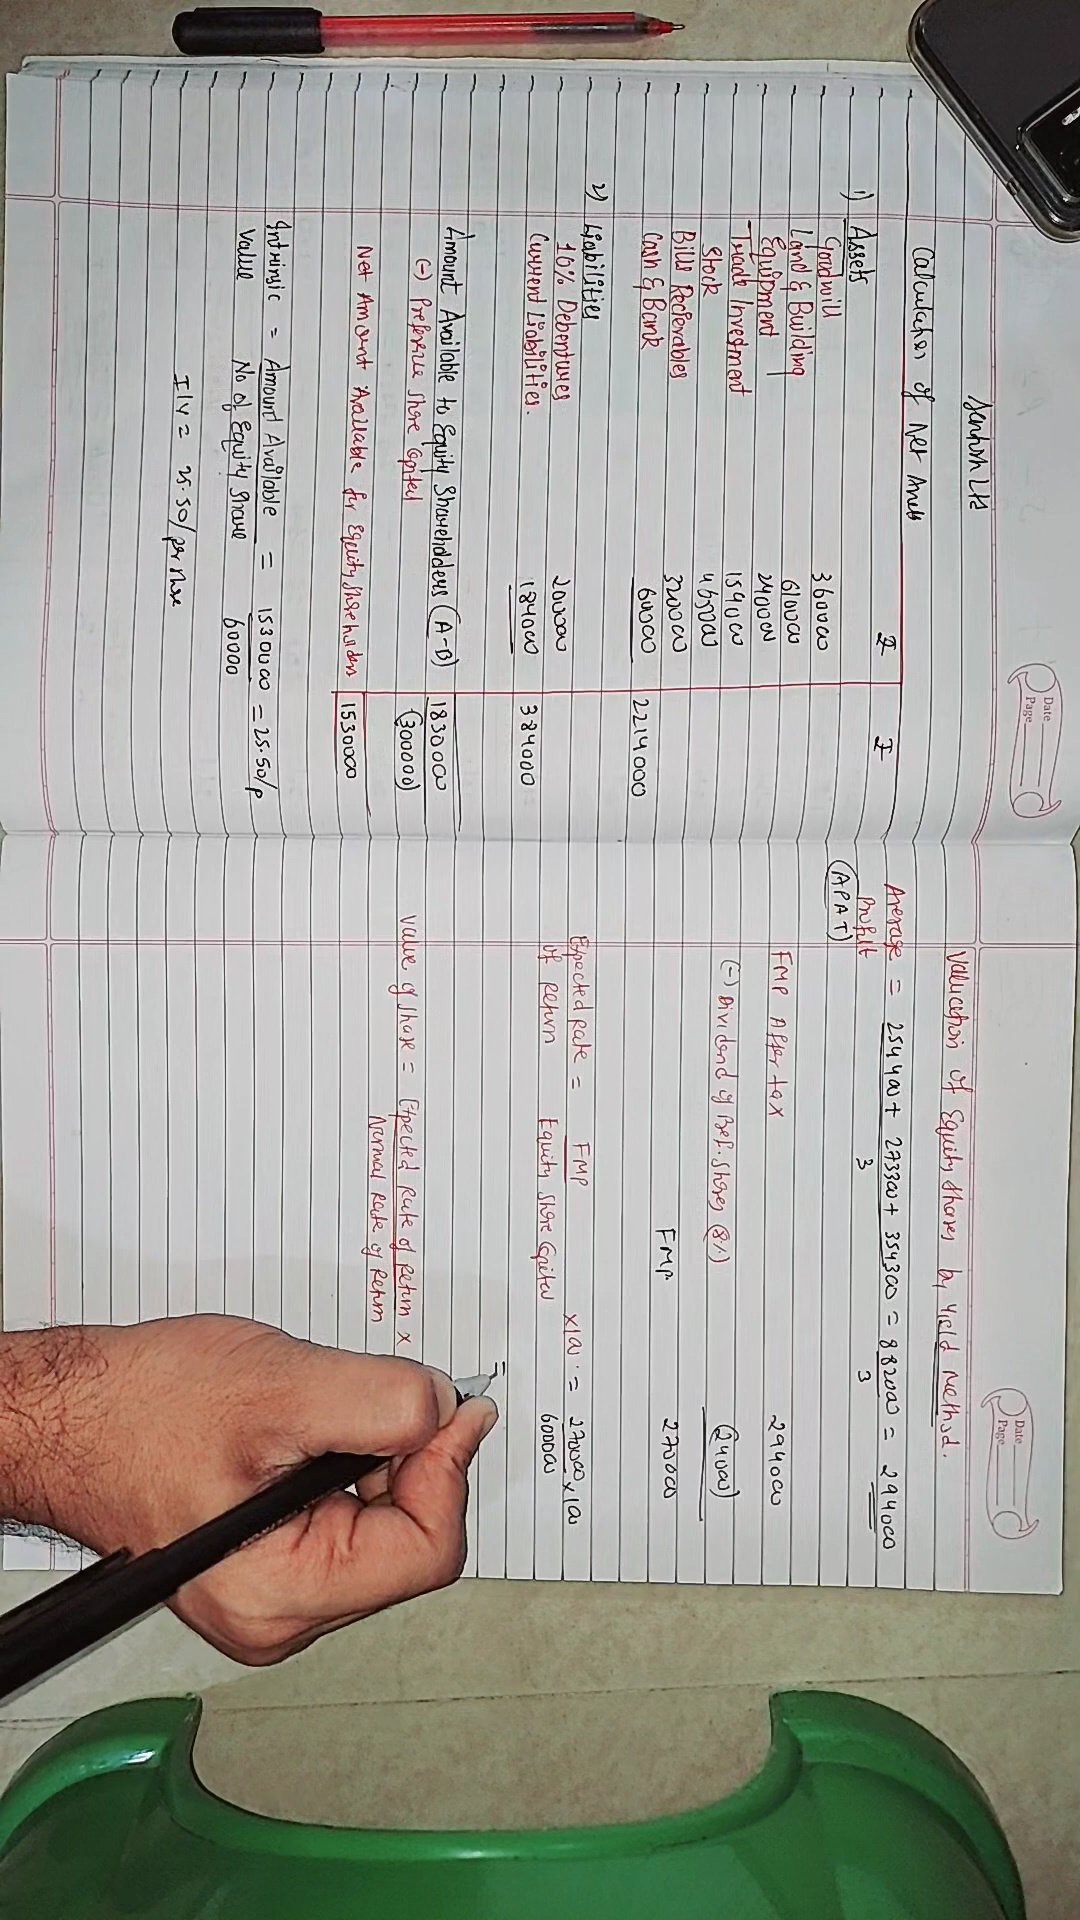 Date
Page
Santosh Ltd
Calculation of Net Assets
₹ ₹
1) Assets
Goodwill 360000
Land & Building 610000
Equipment 240000
Trade Investment 159000
Stock 465000
Bills Recievables 320000
Cash & Bank 60000 2214000
2) Liabilities
10% Debentures 200000
Current Liabilities. 184000 384000
Amount Available to Equity Shareholders (A-B) 1830000
(-) Preference Share Capital (300000)
Net Amount Available for Equity Shareholders 1530000
Intrinsic = Amount Available = 1530000 = 25.50/p
Value No of Equity Share 60000
I/V = 25.50/per share
Date
Page
Valuation of Equity Shares by Yield Method.
Average = 254400 + 273300 + 354300 = 882000 = 294000
Profit 3 3
(APAT)
FMP After tax 294000
(-) Dividend of Pref. Shares (8%) (24000)
FMP 270000
Expected Rate = FMP x100 = 270000 x100
of Return Equity Share Capital 600000
=
Value of Share = Expected Rate of Return x
Normal Rate of Return